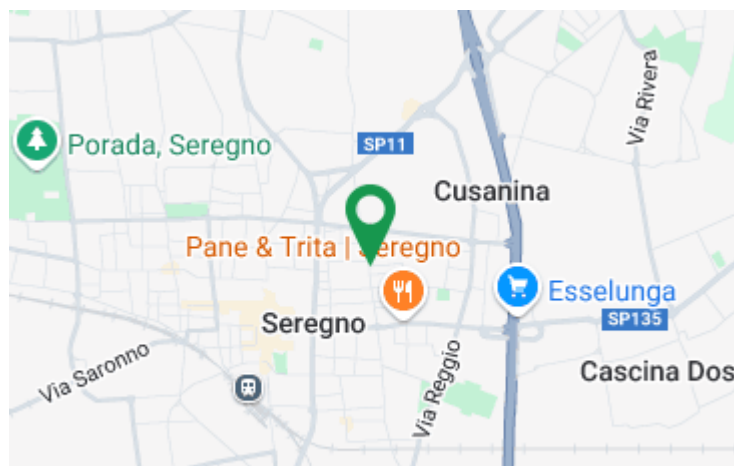 SP11
Porada, Seregno
Via Rivera
Cusanina
Pane & Trita | Seregno
Esselunga
Seregno
SP135
Via Saronno
Via Reggio
Cascina Dos